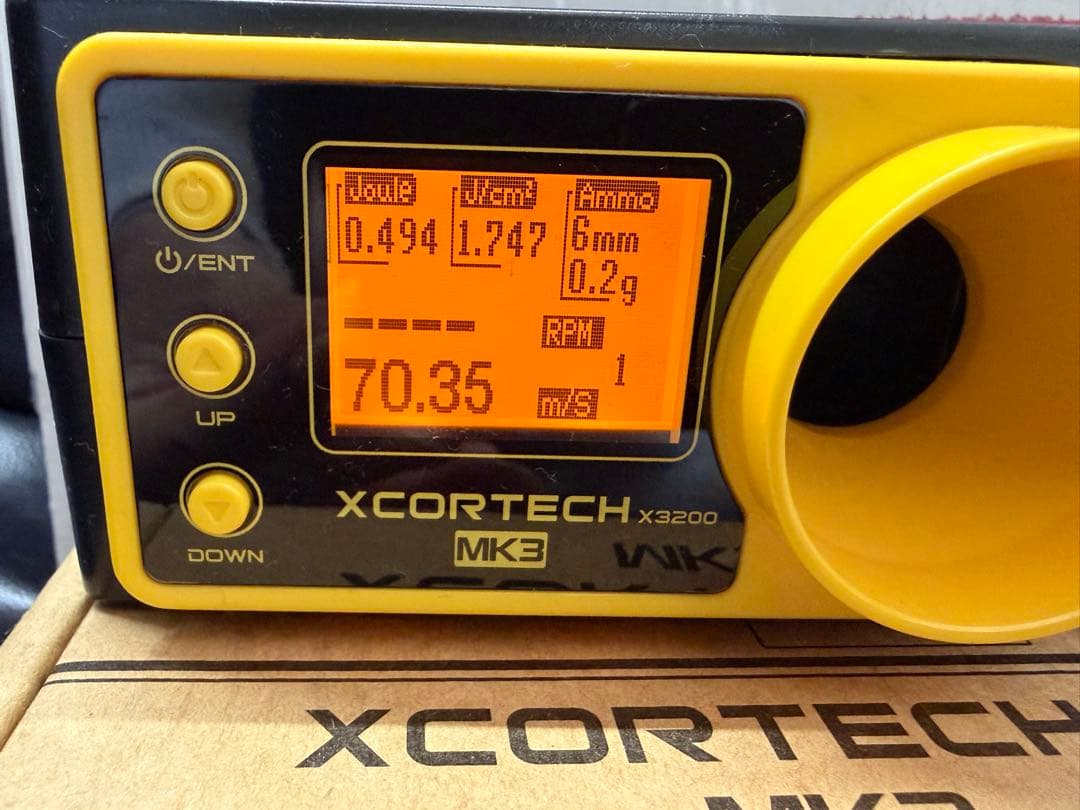 Joule J/cm² Ammo
0.494 1.747 6mm
0.2g
---- RPM
1
70.35 m/S
⏻/ENT
UP
DOWN
XCORTECH X3200
MK3
XCORTECH
MK3